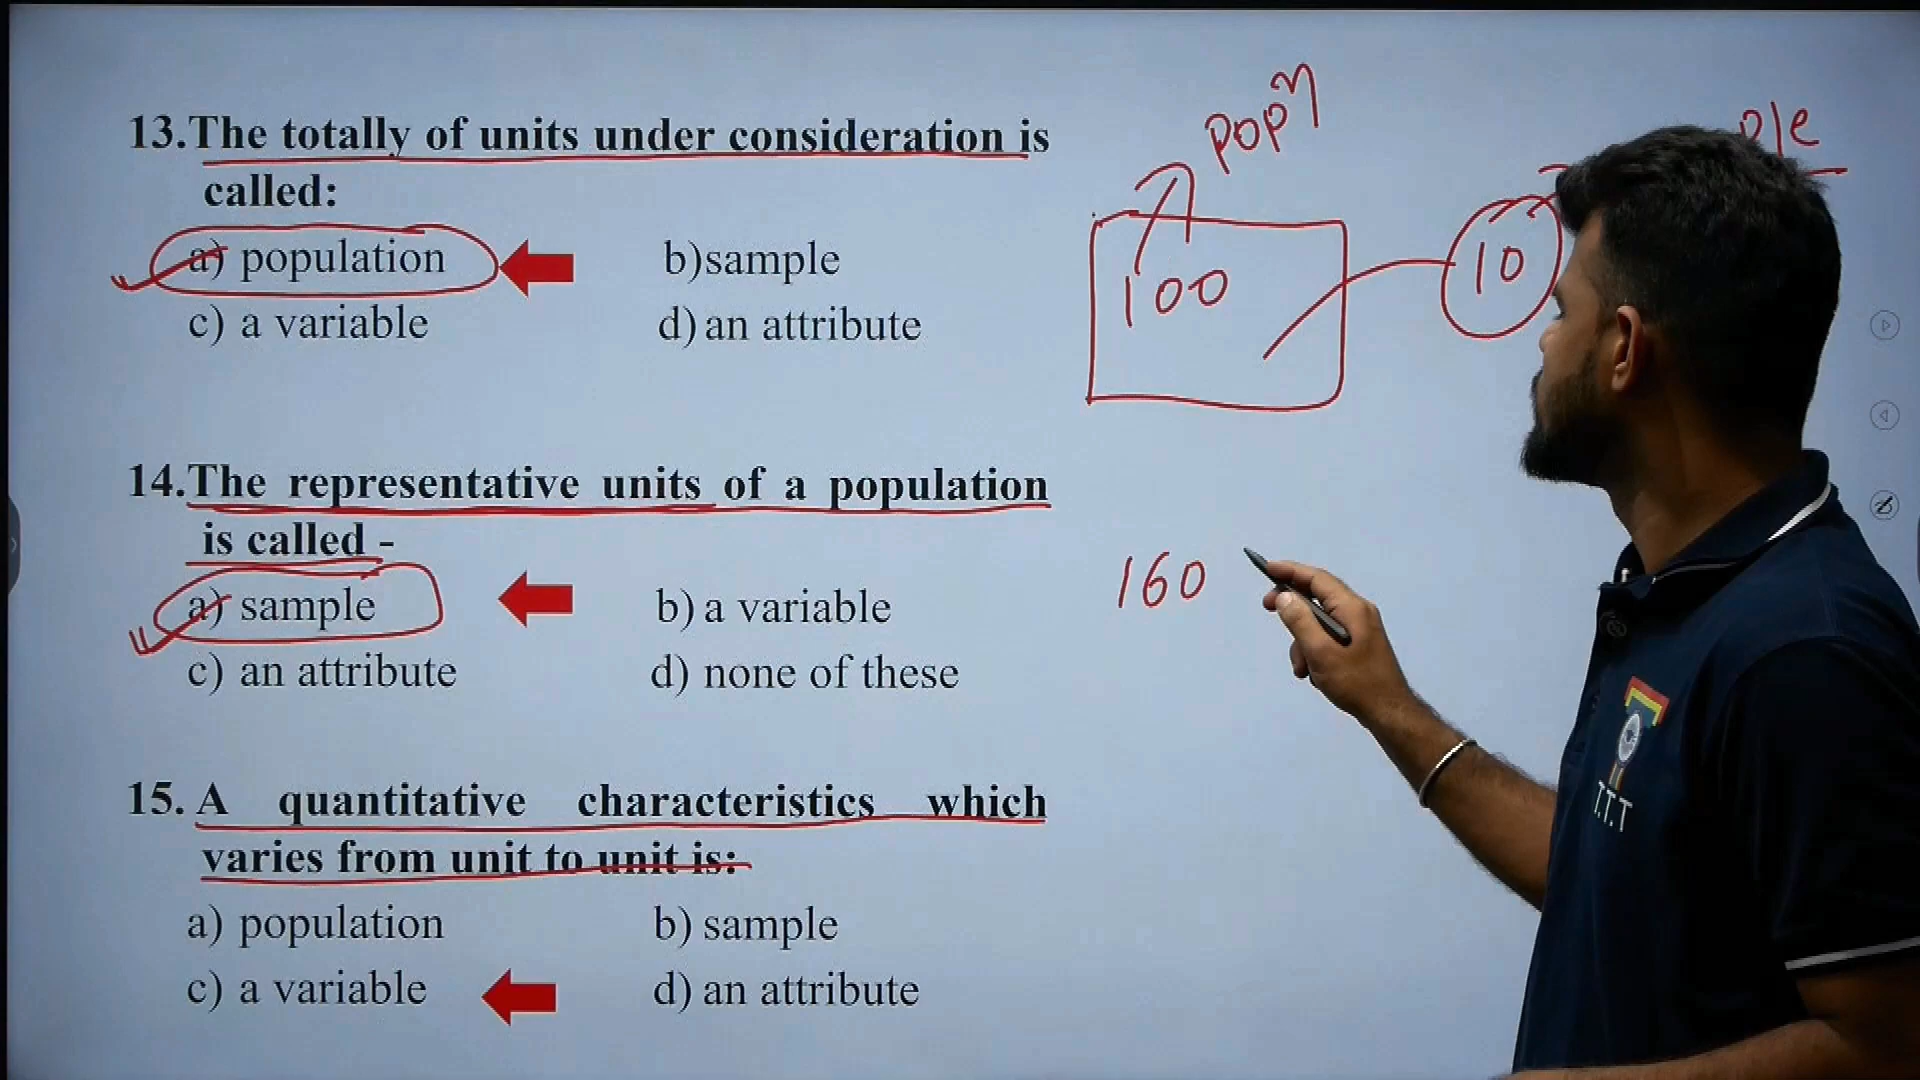 13.The totally of units under consideration is
called:
a) population
b)sample
c) a variable
d) an attribute
14.The representative units of a population
is called -
a) sample
b) a variable
c) an attribute
d) none of these
15. A quantitative characteristics which
varies from unit to unit is:
a) population
b) sample
c) a variable
d) an attribute
popn
100
10
ple
160
T.T.T